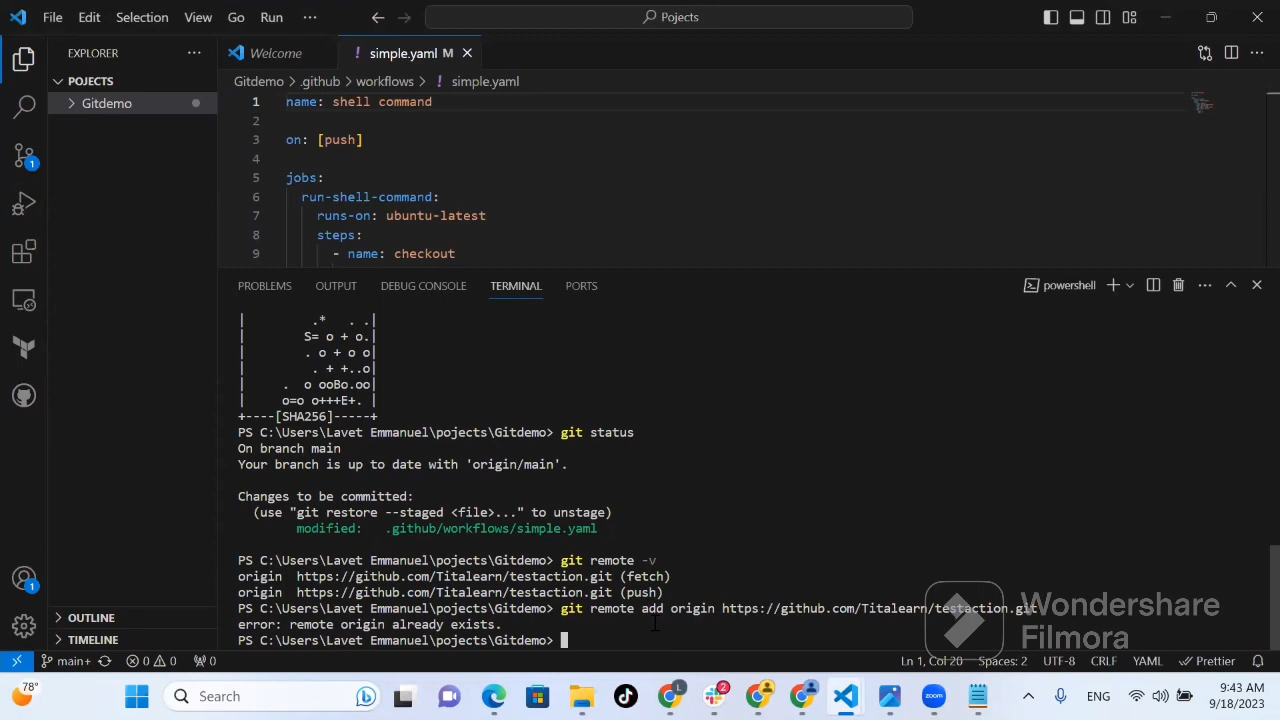 File Edit Selection View Go Run ··· Pojects
EXPLORER ···
Welcome
! simple.yaml M
POJECTS
Gitdemo
Gitdemo > .github > workflows > ! simple.yaml
1 name: shell command
2
3 on: [push]
4
5 jobs:
6 run-shell-command:
7 runs-on: ubuntu-latest
8 steps:
9 - name: checkout
PROBLEMS OUTPUT DEBUG CONSOLE TERMINAL PORTS powershell
| .* . .|
| S= o + o.|
| . o + o o|
| . + +..o|
| . o ooBo.oo|
| o=o o+++E+. |
+----[SHA256]-----+
PS C:\Users\Lavet Emmanuel\pojects\Gitdemo> git status
On branch main
Your branch is up to date with 'origin/main'.
Changes to be committed:
(use "git restore --staged <file>..." to unstage)
modified: .github/workflows/simple.yaml
PS C:\Users\Lavet Emmanuel\pojects\Gitdemo> git remote -v
origin https://github.com/Titalearn/testaction.git (fetch)
origin https://github.com/Titalearn/testaction.git (push)
PS C:\Users\Lavet Emmanuel\pojects\Gitdemo> git remote add origin https://github.com/Titalearn/testaction.git
error: remote origin already exists.
PS C:\Users\Lavet Emmanuel\pojects\Gitdemo>
Wondershare
Filmora
OUTLINE
TIMELINE
1
1
main+ 0 0 0 Ln 1, Col 20 Spaces: 2 UTF-8 CRLF YAML Prettier
78° Search L 2 zoom ENG 9:43 AM
9/18/2023